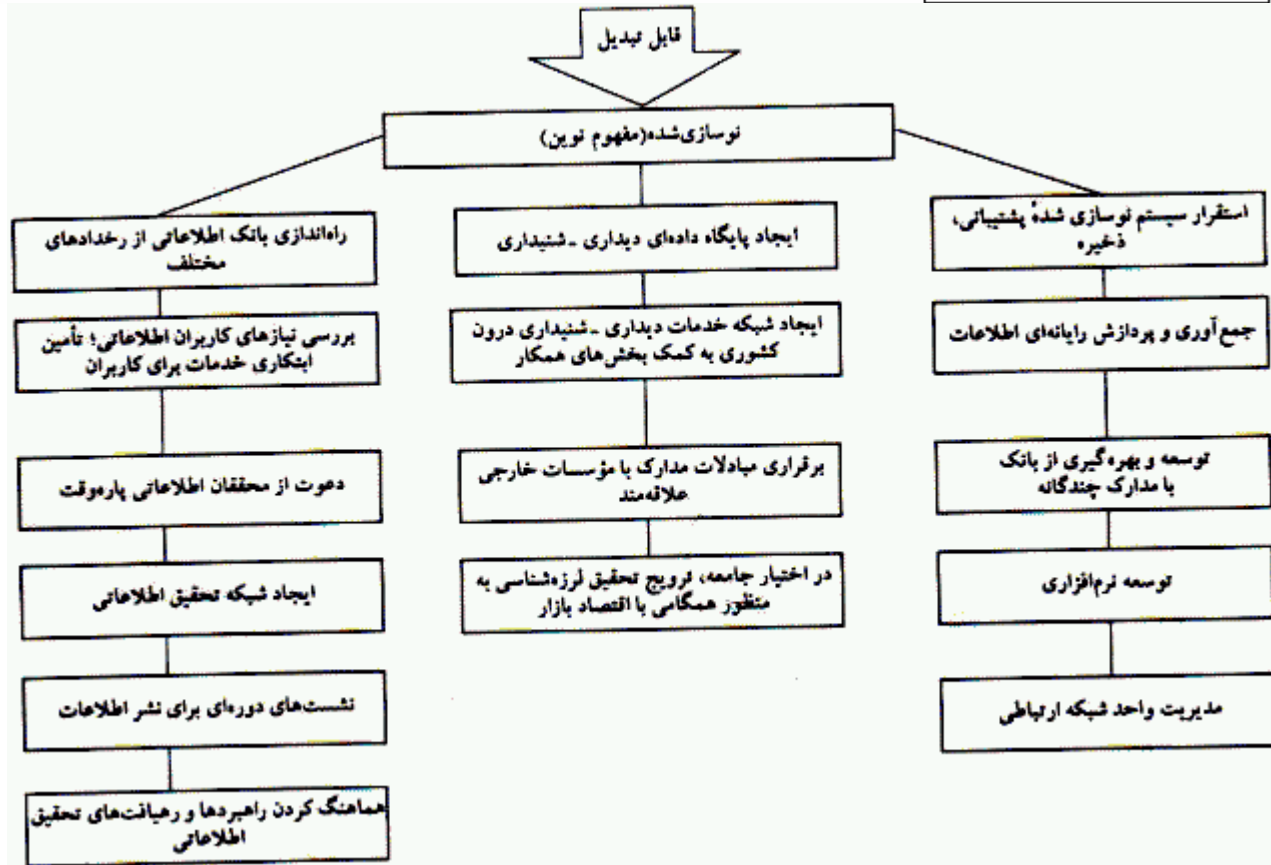 قابل تبدیل
نوسازی‌شده(مفهوم نوین)
استقرار سیستم نوسازی شدهٔ پشتیبانی،
ذخیره
جمع‌آوری و پردازش رایانه‌ای اطلاعات
توسعه و بهره‌گیری از بانک
با مدارک چندگانه
توسعه نرم‌افزاری
مدیریت واحد شبکه ارتباطی
ایجاد پایگاه داده‌ای دیداری ـ شنیداری
ایجاد شبکه خدمات دیداری ـ شنیداری درون
کشوری به کمک بخش‌های همکار
برقراری مبادلات مدارک با مؤسسات خارجی
علاقه‌مند
در اختیار جامعه، ترویج تحقیق لرزه‌شناسی به
منظور همگامی با اقتصاد بازار
راه‌اندازی بانک اطلاعاتی از رخدادهای
مختلف
بررسی نیازهای کاربران اطلاعاتی؛ تأمین
ابتکاری خدمات برای کاربران
دعوت از محققان اطلاعاتی پاره‌وقت
ایجاد شبکه تحقیق اطلاعاتی
نشست‌های دوره‌ای برای نشر اطلاعات
هماهنگ کردن راهبردها و رهیافت‌های تحقیق
اطلاعاتی